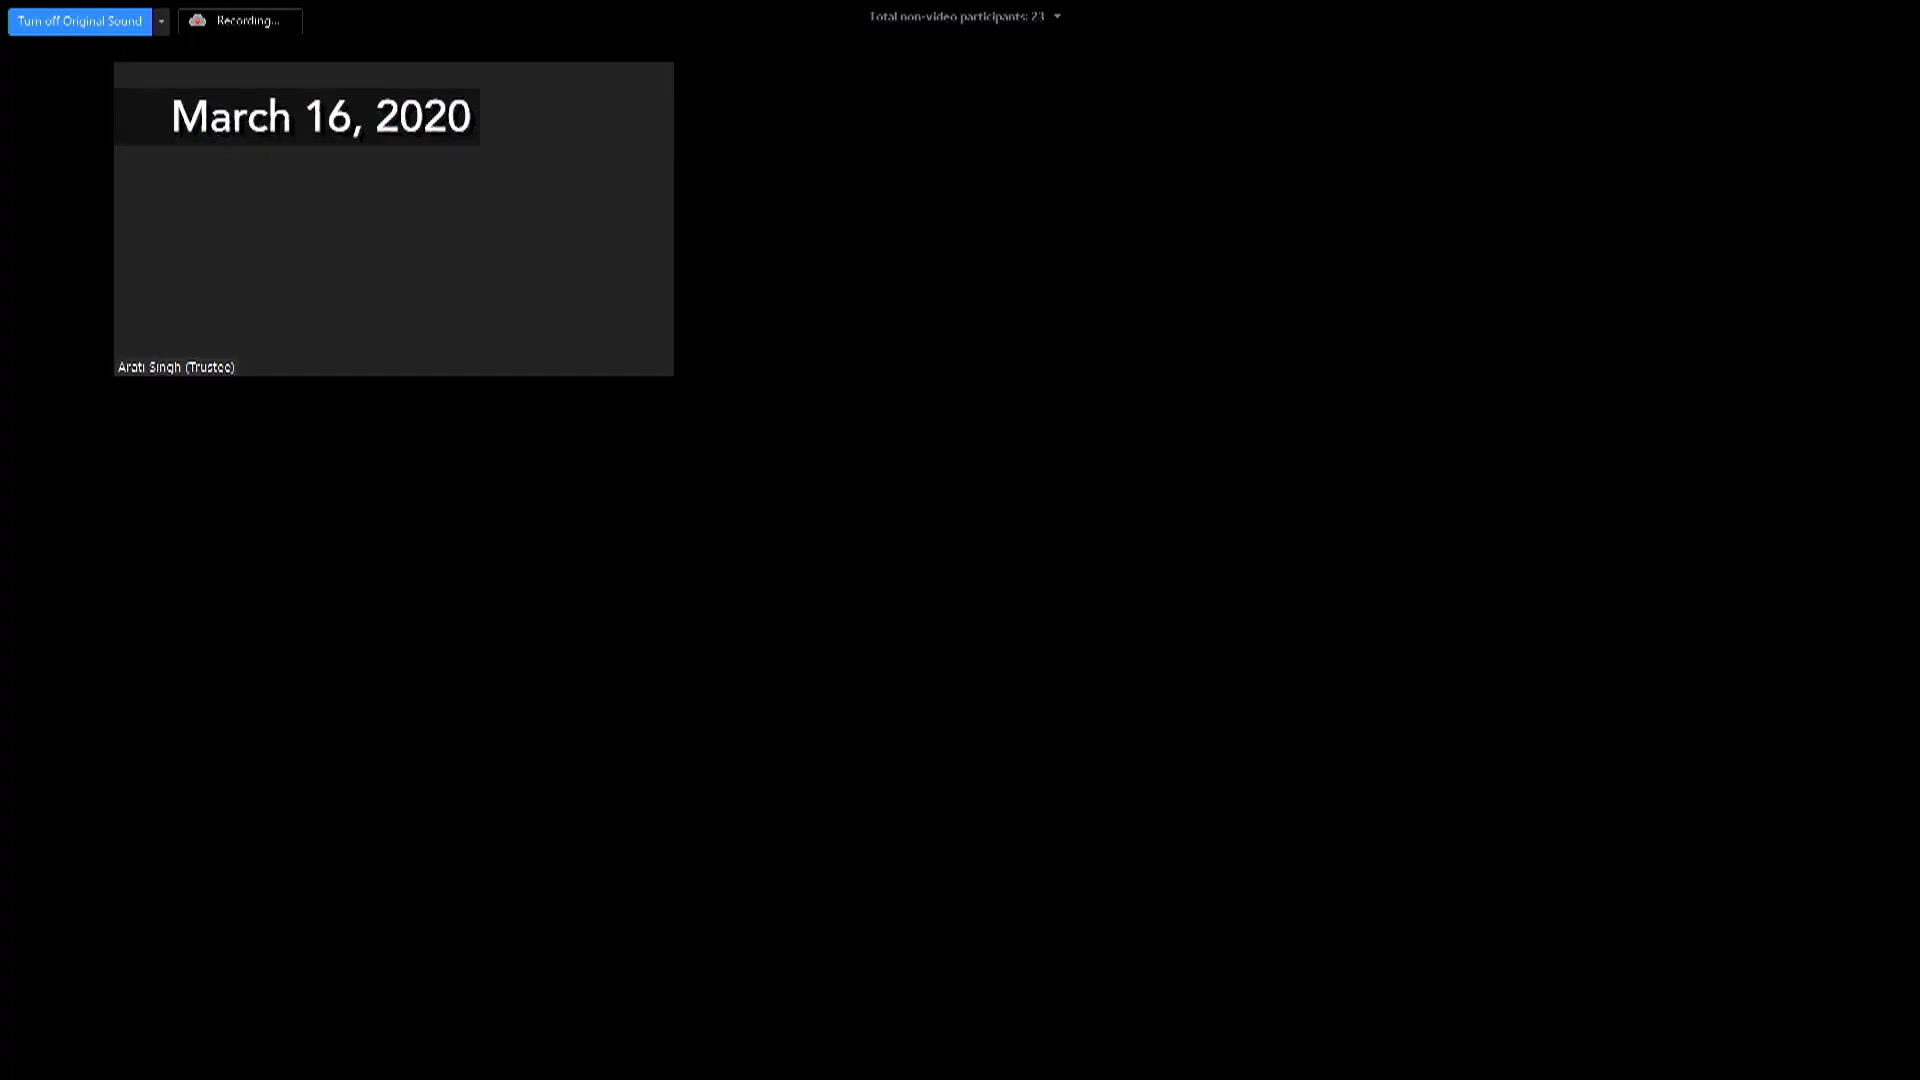 Turn off Original Sound
Recording...
Total non-video participants: 23
March 16, 2020
Arati Singh (Trustee)